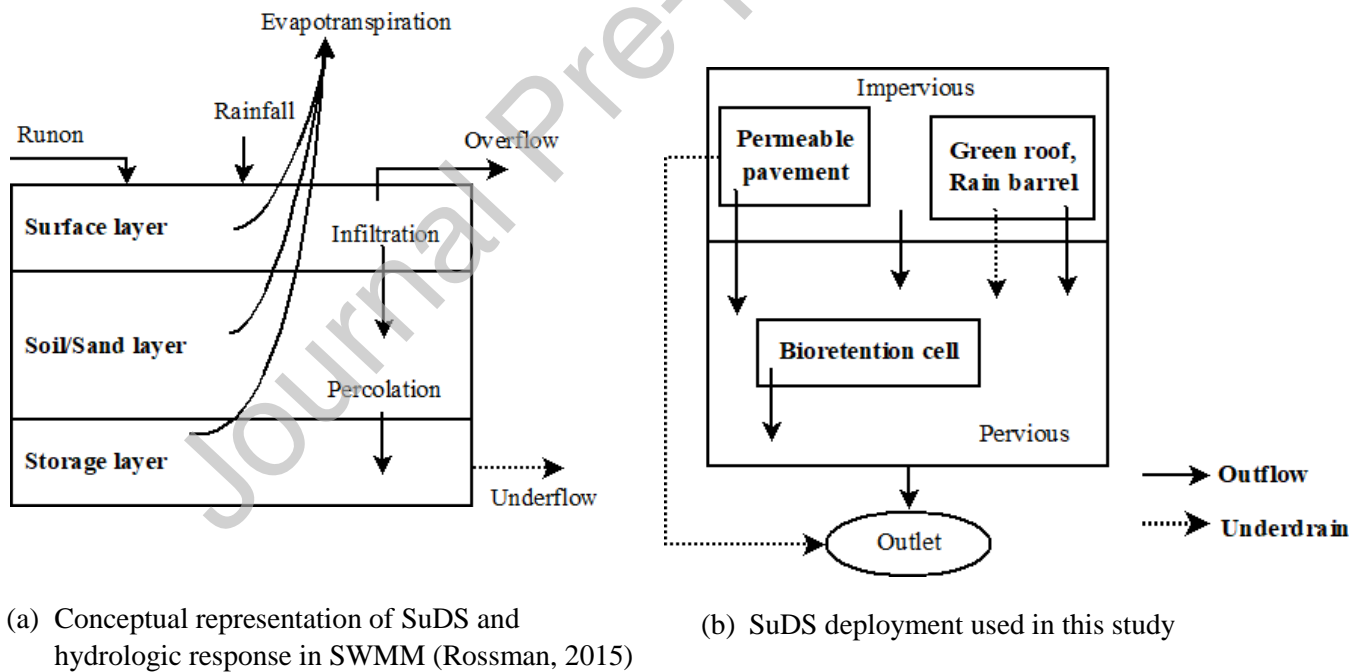 Evapotranspiration
Rainfall
Runon
Overflow
Surface layer
Infiltration
Soil/Sand layer
Percolation
Storage layer
Underflow
Impervious
Permeable
pavement
Green roof,
Rain barrel
Bioretention cell
Pervious
Outlet
Outflow
Underdrain
Journal Pre-
(a) Conceptual representation of SuDS and
hydrologic response in SWMM (Rossman, 2015)
(b) SuDS deployment used in this study